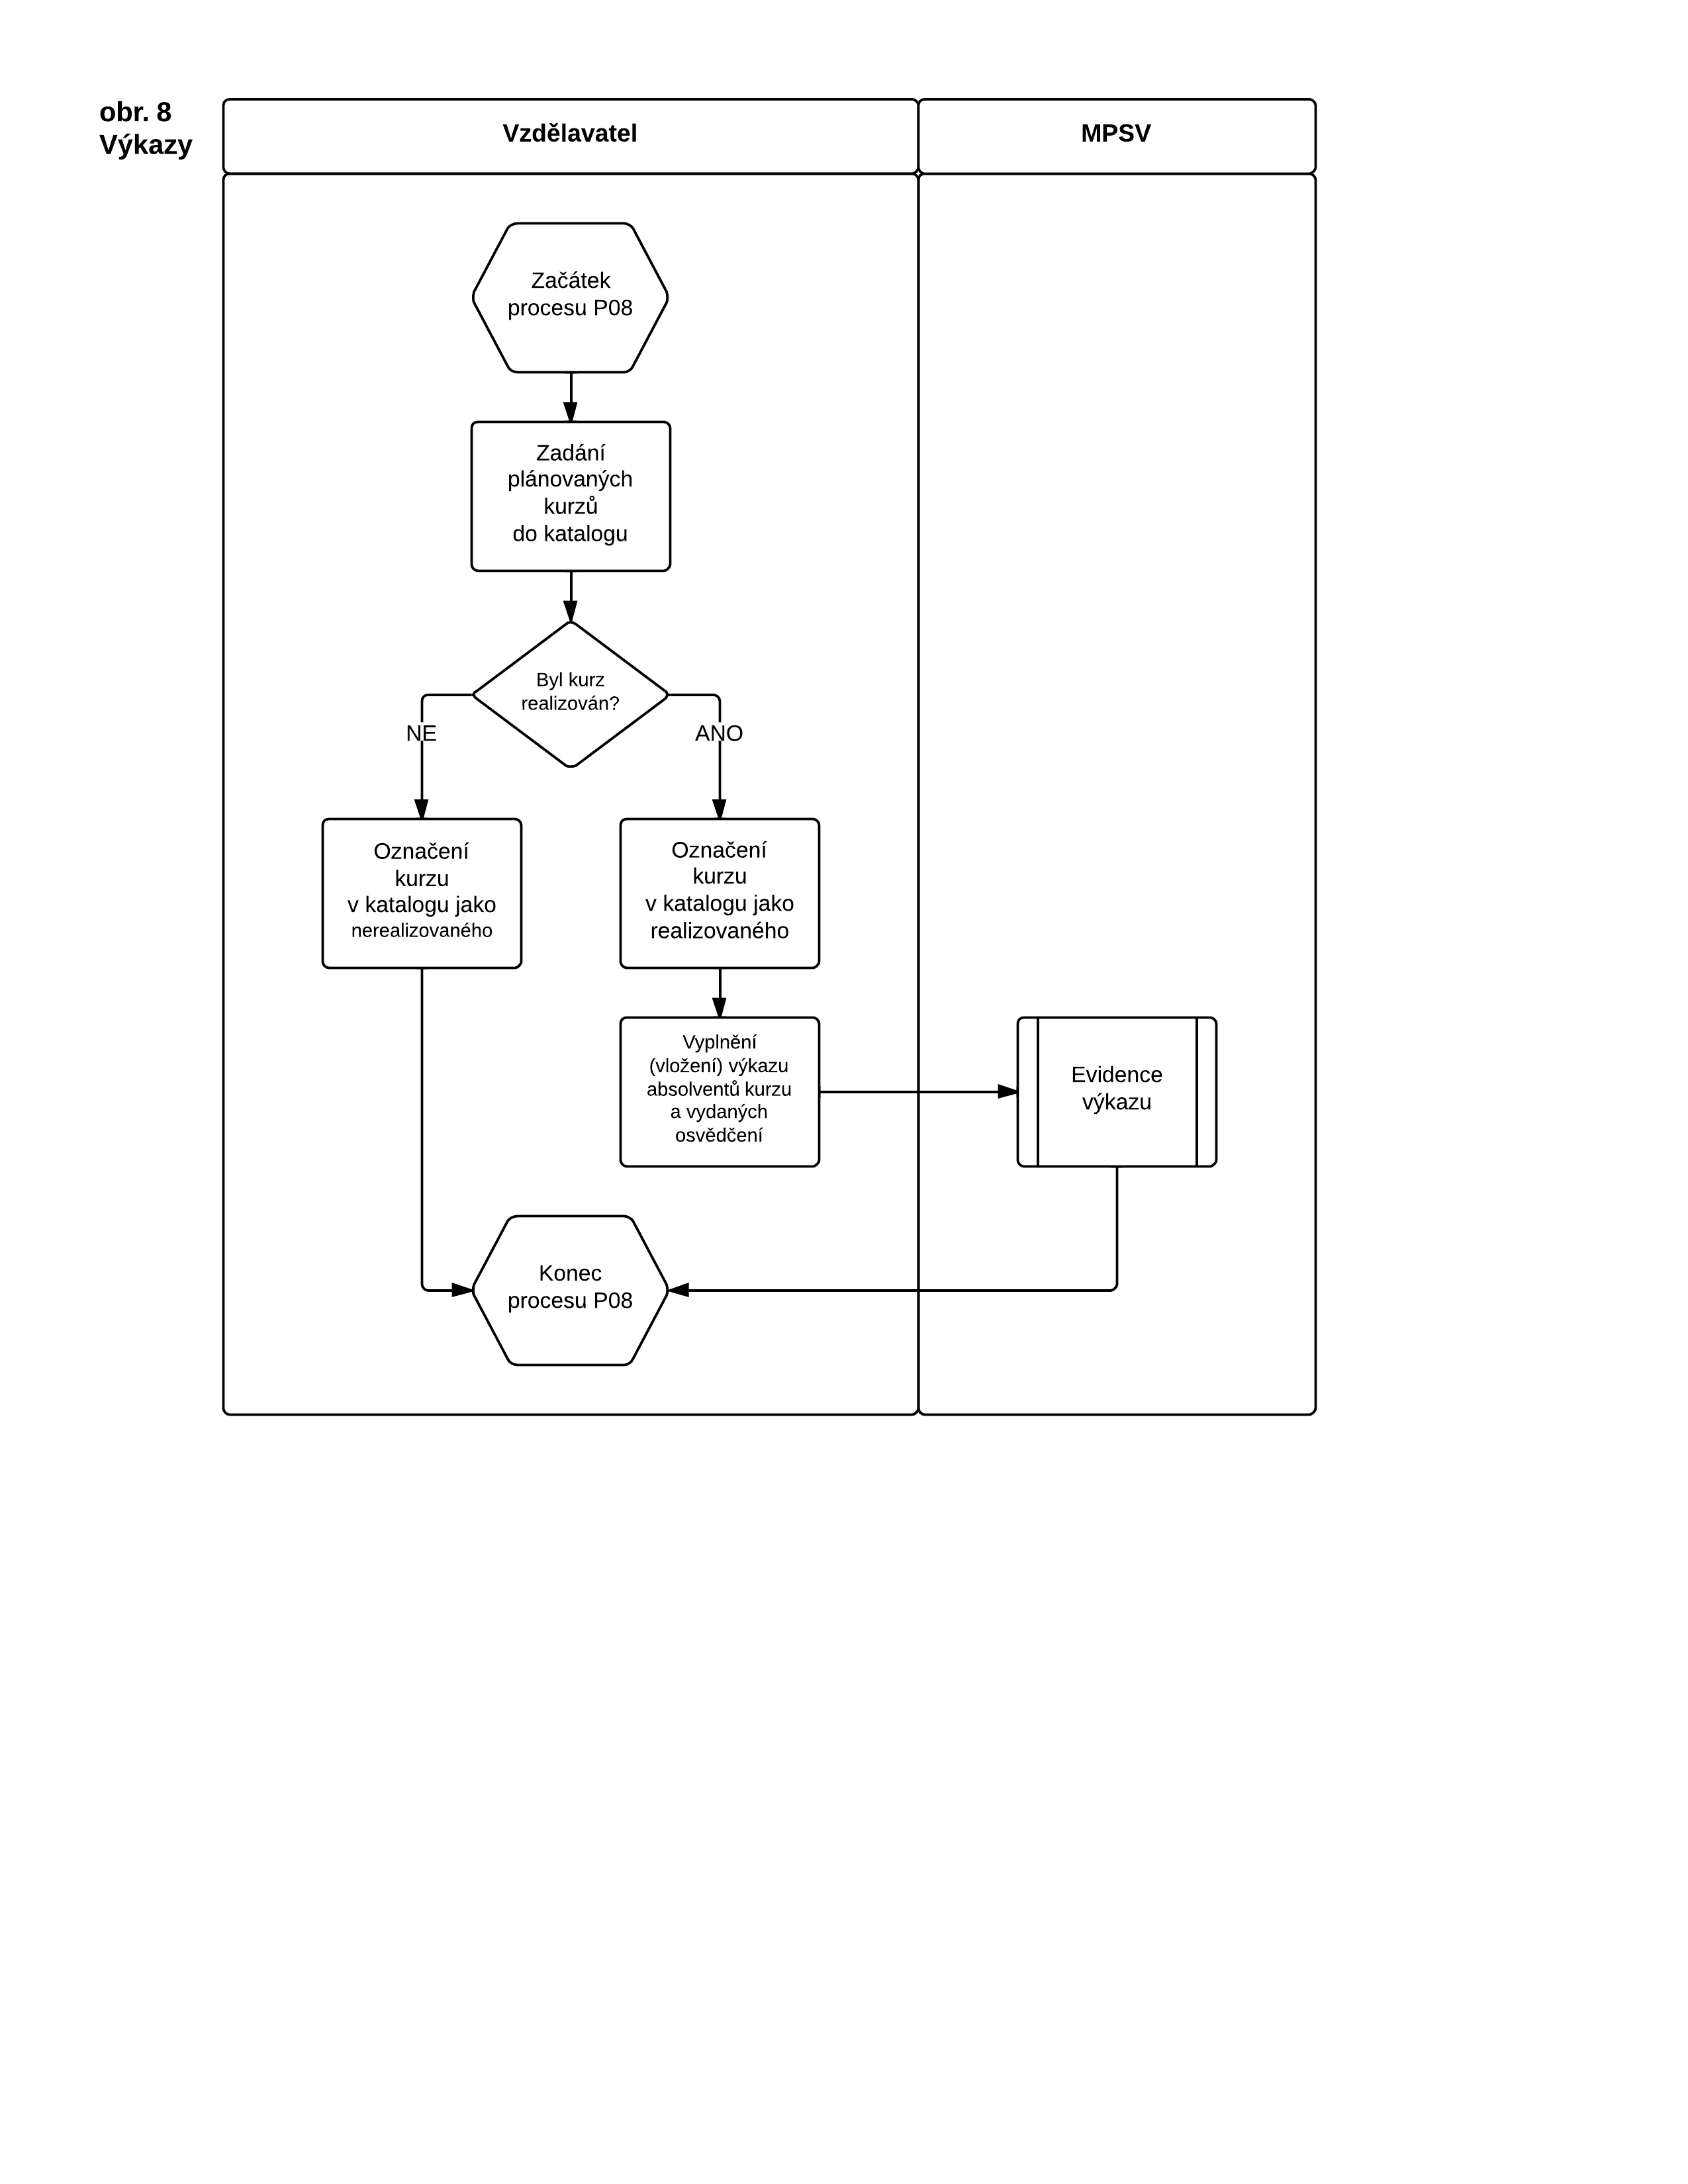 obr. 8
Výkazy
Vzdělavatel
MPSV
Začátek
procesu P08
Zadání
plánovaných
kurzů
do katalogu
Byl kurz
realizován?
NE
ANO
Označení
kurzu
v katalogu jako
nerealizovaného
Označení
kurzu
v katalogu jako
realizovaného
Vyplnění
(vložení) výkazu
absolventů kurzu
a vydaných
osvědčení
Evidence
výkazu
Konec
procesu P08